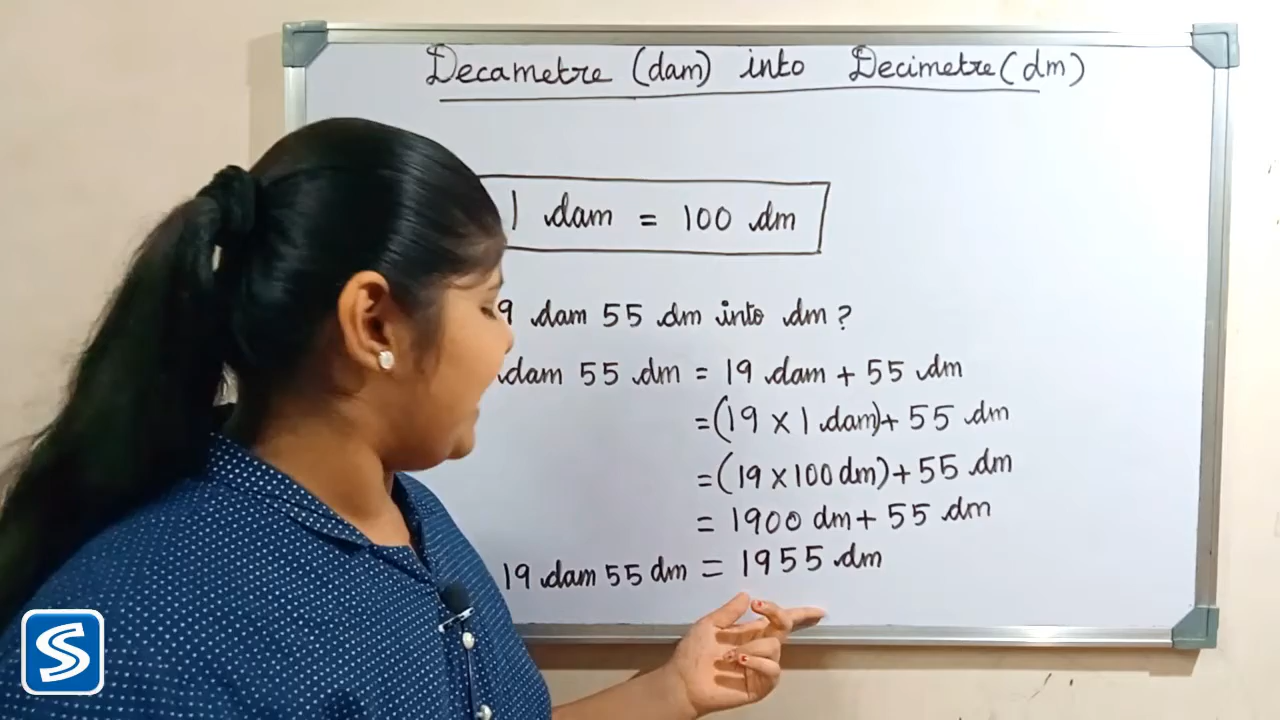 Decametre (dam) into Decimetre (dm)
1 dam = 100 dm
9 dam 55 dm into dm ?
dam 55 dm = 19 dam + 55 dm
=(19 x 1 dam)+ 55 dm
=(19 x 100 dm)+ 55 dm
= 1900 dm+ 55 dm
19 dam 55 dm = 1955 dm
S